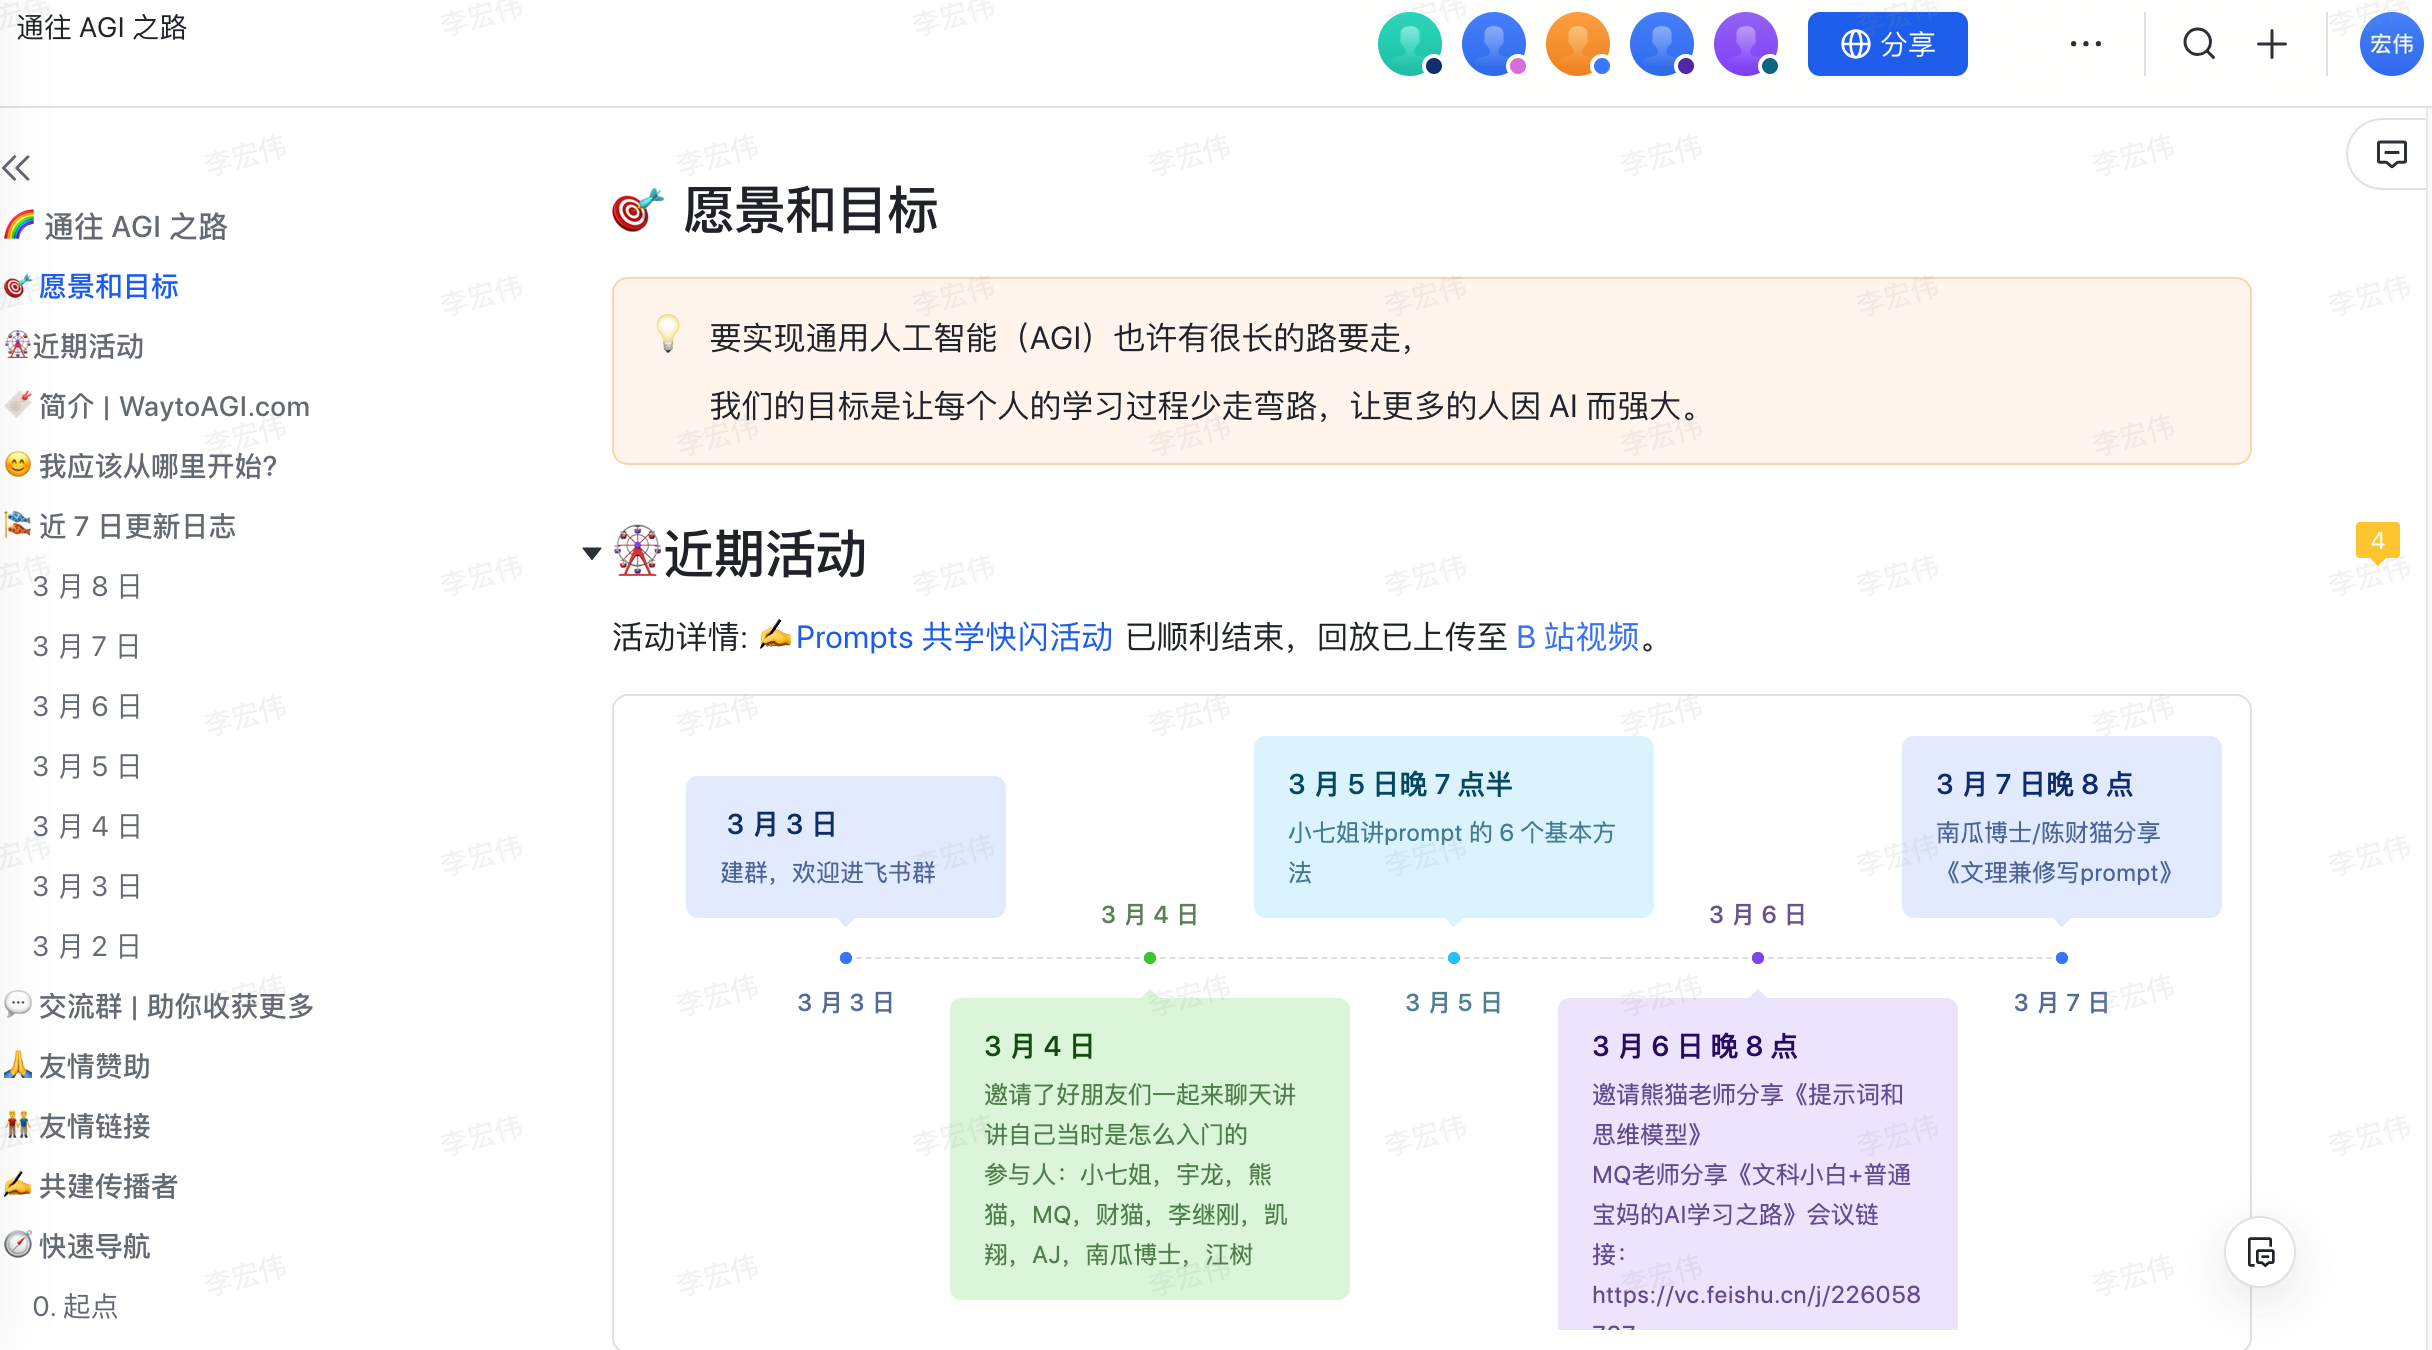 通往 AGI 之路
分享
宏伟
🌈 通往 AGI 之路
🎯 愿景和目标
🎡近期活动
简介 | WaytoAGI.com
😊 我应该从哪里开始?
🎏 近 7 日更新日志
3 月 8 日
3 月 7 日
3 月 6 日
3 月 5 日
3 月 4 日
3 月 3 日
3 月 2 日
💬 交流群 | 助你收获更多
🙏 友情赞助
👬 友情链接
✍️ 共建传播者
🧭 快速导航
0. 起点
🎯 愿景和目标
💡 要实现通用人工智能（AGI）也许有很长的路要走，
我们的目标是让每个人的学习过程少走弯路，让更多的人因 AI 而强大。
🎡近期活动
4
活动详情: ✍️Prompts 共学快闪活动 已顺利结束，回放已上传至 B 站视频。
3 月 3 日
建群，欢迎进飞书群
3 月 3 日
3 月 4 日
3 月 4 日
邀请了好朋友们一起来聊天讲
讲自己当时是怎么入门的
参与人：小七姐，宇龙，熊
猫，MQ，财猫，李继刚，凯
翔，AJ，南瓜博士，江树
3 月 5 日晚 7 点半
小七姐讲prompt 的 6 个基本方
法
3 月 5 日
3 月 6 日
3 月 6 日 晚 8 点
邀请熊猫老师分享《提示词和
思维模型》
MQ老师分享《文科小白+普通
宝妈的AI学习之路》会议链
接：
https://vc.feishu.cn/j/226058
3 月 7 日晚 8 点
南瓜博士/陈财猫分享
《文理兼修写prompt》
3 月 7 日
李宏伟